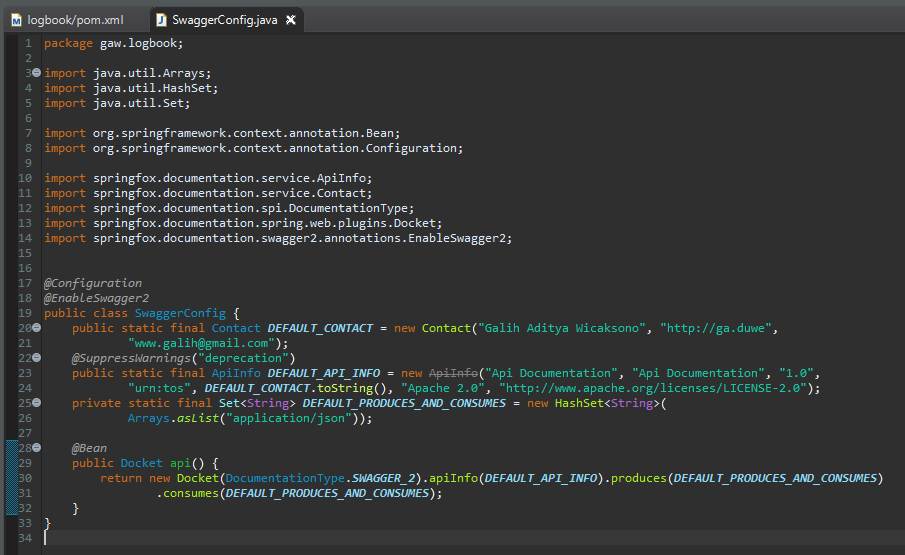 logbook/pom.xml
SwaggerConfig.java
1 package gaw.logbook;
2
3 import java.util.Arrays;
4 import java.util.HashSet;
5 import java.util.Set;
6
7 import org.springframework.context.annotation.Bean;
8 import org.springframework.context.annotation.Configuration;
9
10 import springfox.documentation.service.ApiInfo;
11 import springfox.documentation.service.Contact;
12 import springfox.documentation.spi.DocumentationType;
13 import springfox.documentation.spring.web.plugins.Docket;
14 import springfox.documentation.swagger2.annotations.EnableSwagger2;
15
16
17 @Configuration
18 @EnableSwagger2
19 public class SwaggerConfig {
20     public static final Contact DEFAULT_CONTACT = new Contact("Galih Aditya Wicaksono", "http://ga.duwe",
21             "www.galih@gmail.com");
22     @SuppressWarnings("deprecation")
23     public static final ApiInfo DEFAULT_API_INFO = new ApiInfo("Api Documentation", "Api Documentation", "1.0",
24             "urn:tos", DEFAULT_CONTACT.toString(), "Apache 2.0", "http://www.apache.org/licenses/LICENSE-2.0");
25     private static final Set<String> DEFAULT_PRODUCES_AND_CONSUMES = new HashSet<String>(
26             Arrays.asList("application/json"));
27
28     @Bean
29     public Docket api() {
30         return new Docket(DocumentationType.SWAGGER_2).apiInfo(DEFAULT_API_INFO).produces(DEFAULT_PRODUCES_AND_CONSUMES)
31                 .consumes(DEFAULT_PRODUCES_AND_CONSUMES);
32     }
33 }
34